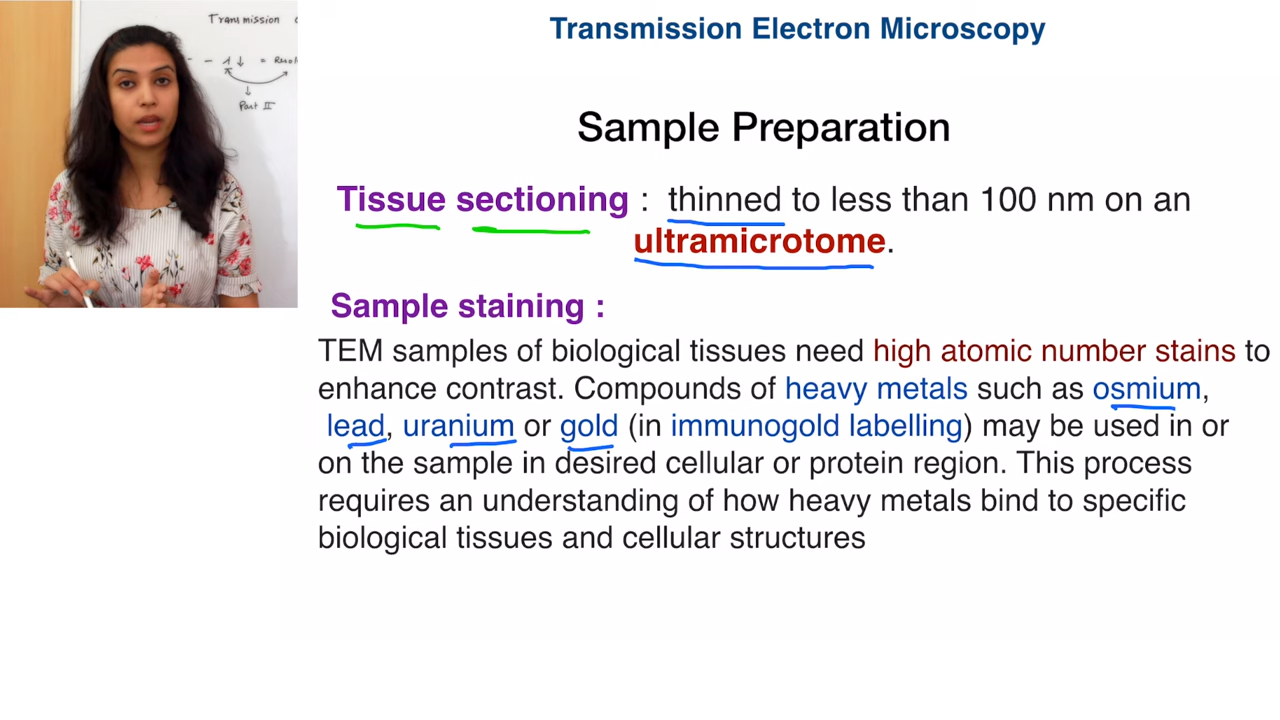 Transmission
λ ↓ =
Part II
Transmission Electron Microscopy
Sample Preparation
Tissue sectioning : thinned to less than 100 nm on an
ultramicrotome.
Sample staining :
TEM samples of biological tissues need high atomic number stains to
enhance contrast. Compounds of heavy metals such as osmium,
lead, uranium or gold (in immunogold labelling) may be used in or
on the sample in desired cellular or protein region. This process
requires an understanding of how heavy metals bind to specific
biological tissues and cellular structures